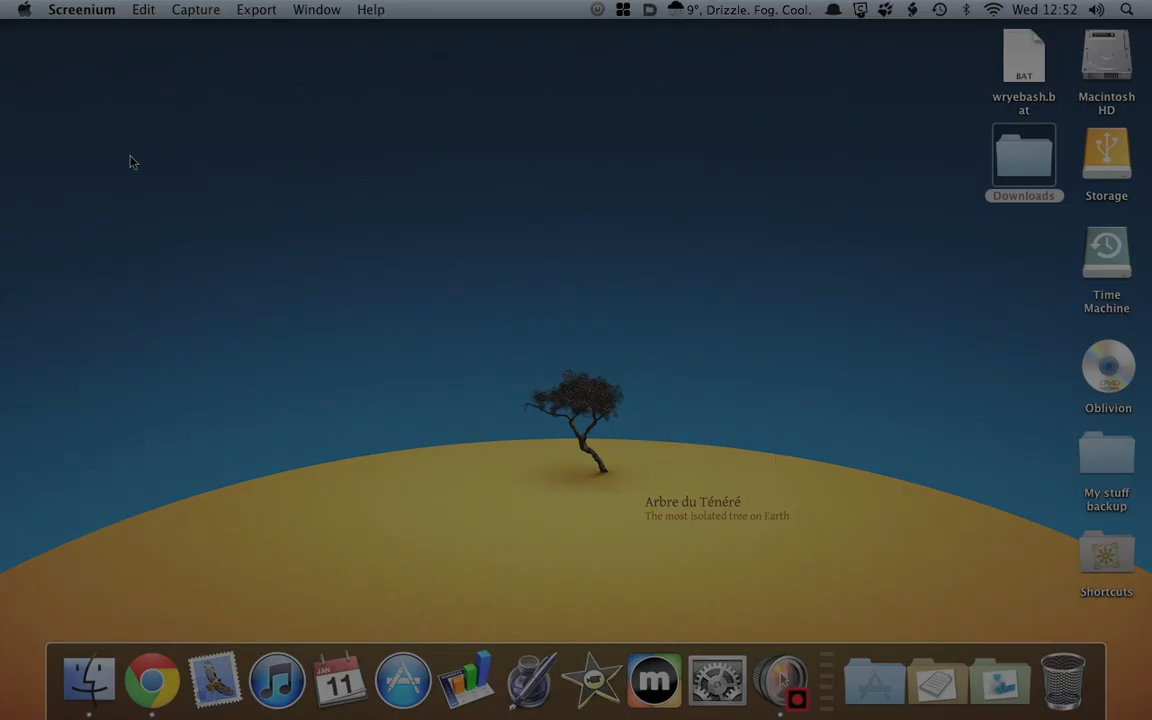 Screenium Edit Capture Export Window Help 9°, Drizzle. Fog. Cool. Wed 12:52
BAT
wryebash.b
at
Macintosh
HD
Downloads
Storage
Time
Machine
DVD
Oblivion
My stuff
backup
Arbre du Ténéré
The most isolated tree on Earth
Shortcuts
JAN
11
m